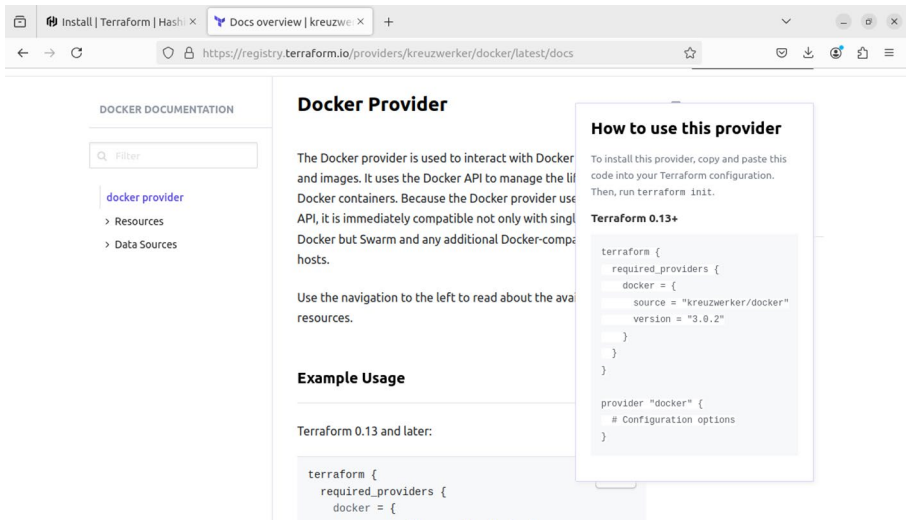 Install | Terraform | Hashi
Docs overview | kreuzwer
https://registry.terraform.io/providers/kreuzwerker/docker/latest/docs
DOCKER DOCUMENTATION
Filter
docker provider
Resources
Data Sources
Docker Provider
The Docker provider is used to interact with Docker
and images. It uses the Docker API to manage the li
Docker containers. Because the Docker provider use
API, it is immediately compatible not only with singl
Docker but Swarm and any additional Docker-compa
hosts.
Use the navigation to the left to read about the avai
resources.
Example Usage
Terraform 0.13 and later:
terraform {
required_providers {
docker = {
How to use this provider
To install this provider, copy and paste this
code into your Terraform configuration.
Then, run terraform init.
Terraform 0.13+
terraform {
required_providers {
docker = {
source = "kreuzwerker/docker"
version = "3.0.2"
}
}
}
provider "docker" {
# Configuration options
}